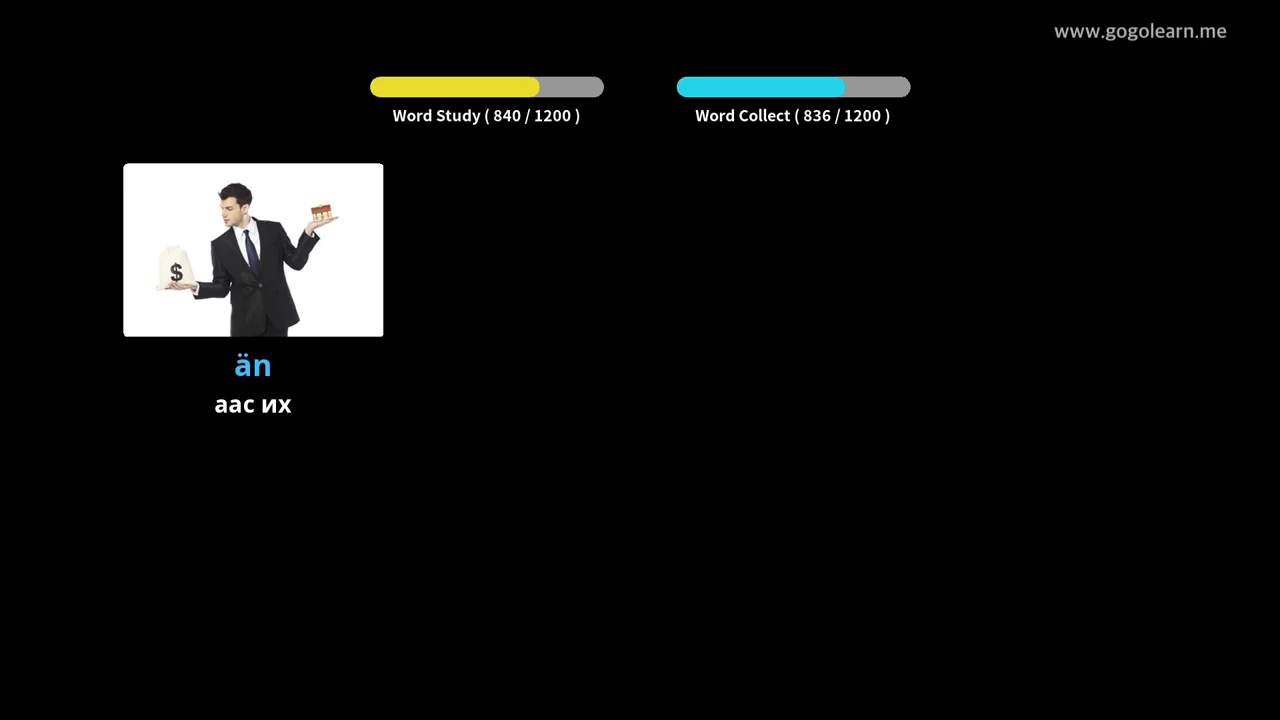 www.gogolearn.me
Word Study ( 840 / 1200 )
Word Collect ( 836 / 1200 )
$
än
аас их